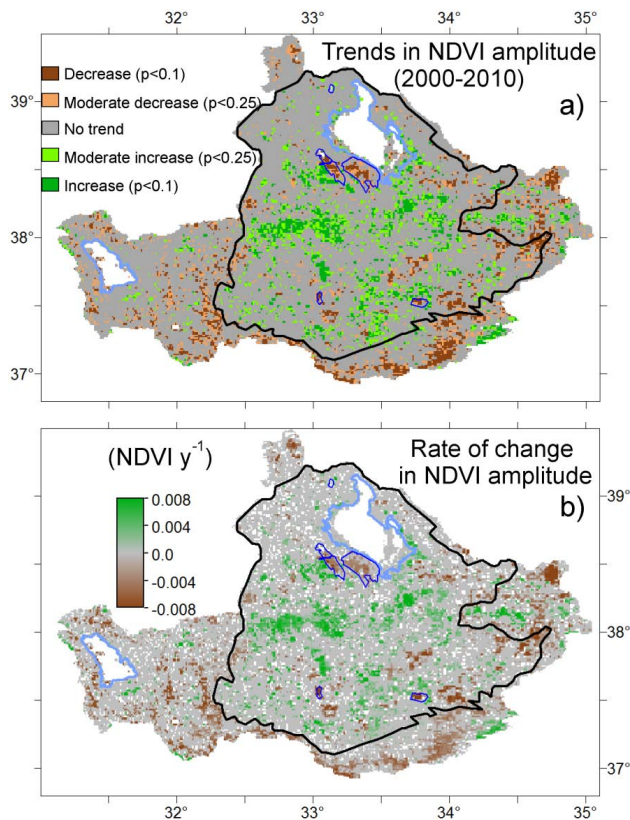 32° 33° 34° 35°
Trends in NDVI amplitude
(2000-2010)
a)
Decrease (p<0.1)
Moderate decrease (p<0.25)
No trend
Moderate increase (p<0.25)
Increase (p<0.1)
39°
38°
37°
(NDVI y⁻¹)
Rate of change
in NDVI amplitude
b)
0.008
0.004
0.0
-0.004
-0.008
39°
38°
37°
32° 33° 34° 35°